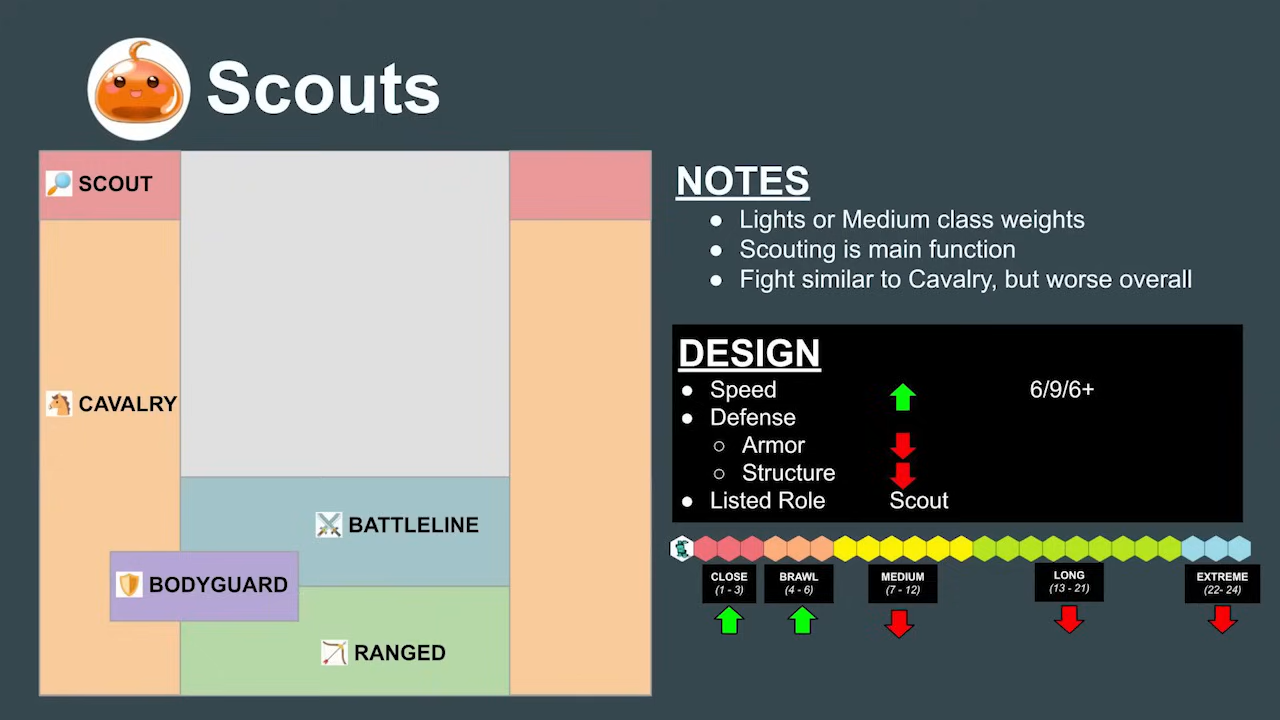 Scouts
SCOUT
CAVALRY
BATTLELINE
BODYGUARD
RANGED
NOTES
● Lights or Medium class weights
● Scouting is main function
● Fight similar to Cavalry, but worse overall
DESIGN
● Speed 6/9/6+
● Defense
○ Armor
○ Structure
● Listed Role Scout
CLOSE BRAWL MEDIUM LONG EXTREME
(1 - 3) (4 - 6) (7 - 12) (13 - 21) (22- 24)